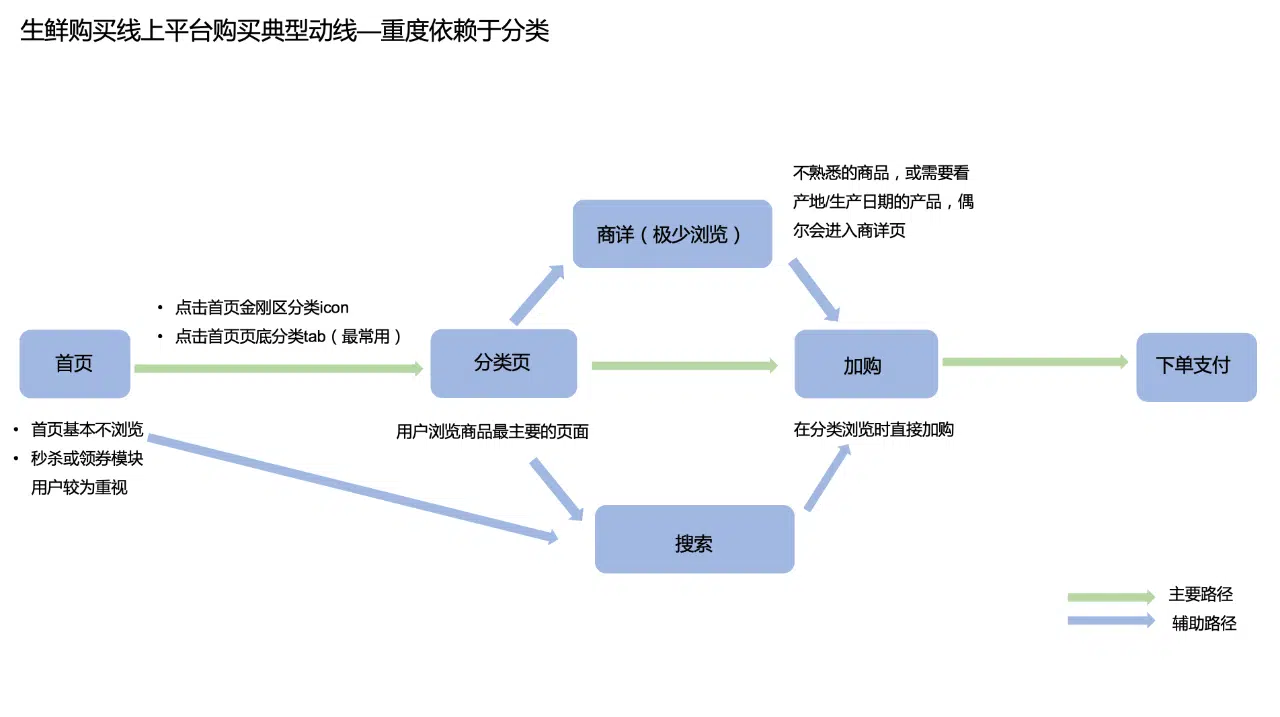 生鲜购买线上平台购买典型动线—重度依赖于分类
不熟悉的商品，或需要看
产地/生产日期的产品，偶
尔会进入商详页
商详（极少浏览）
• 点击首页金刚区分类icon
• 点击首页页底分类tab（最常用）
首页
分类页
加购
下单支付
• 首页基本不浏览
• 秒杀或领券模块
用户较为重视
用户浏览商品最主要的页面
在分类浏览时直接加购
搜索
主要路径
辅助路径